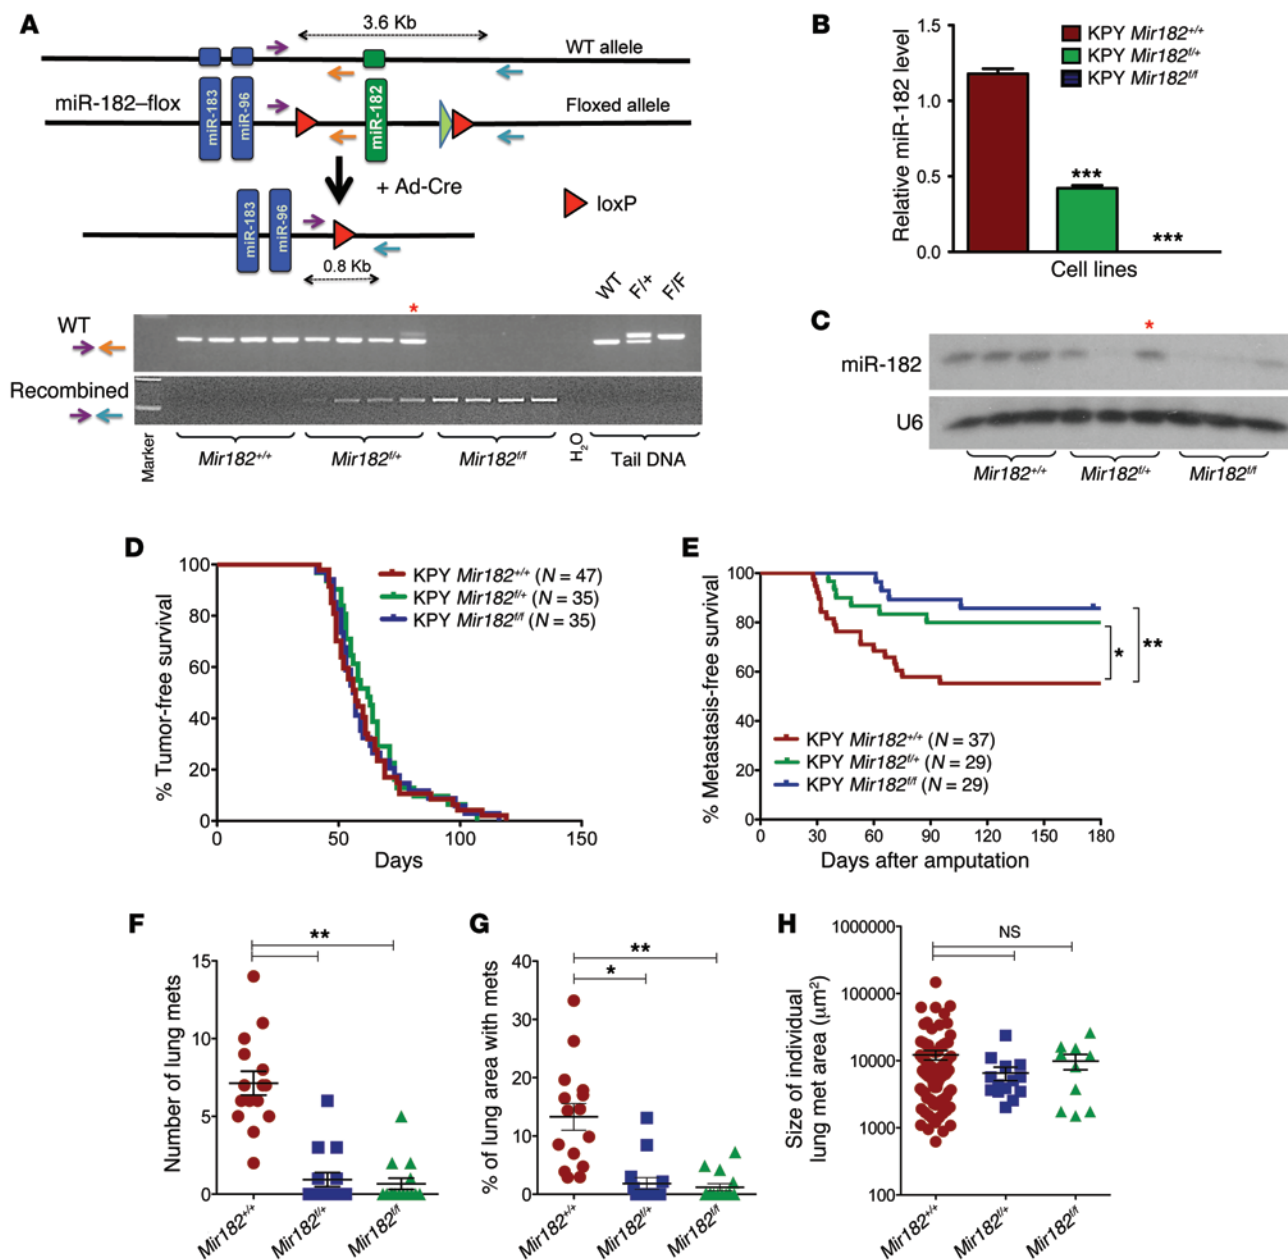 A
3.6 Kb
WT allele
miR-182–flox
miR-183
miR-96
miR-182
Floxed allele
+ Ad-Cre
miR-183
miR-96
loxP
0.8 Kb
WT F/+ F/F
*
WT
Recombined
Marker
Mir182+/+
Mir182f/+
Mir182f/f
H2O
Tail DNA
B
Relative miR-182 level
1.5
1.0
0.5
0.0
KPY Mir182+/+
KPY Mir182f/+
KPY Mir182f/f
***
***
Cell lines
C
*
miR-182
U6
Mir182+/+
Mir182f/+
Mir182f/f
D
% Tumor-free survival
100
80
60
40
20
0
KPY Mir182+/+ (N = 47)
KPY Mir182f/+ (N = 35)
KPY Mir182f/f (N = 35)
0 50 100 150
Days
E
% Metastasis-free survival
100
80
60
40
20
0
*
**
KPY Mir182+/+ (N = 37)
KPY Mir182f/+ (N = 29)
KPY Mir182f/f (N = 29)
0 30 60 90 120 150 180
Days after amputation
F
**
Number of lung mets
15
10
5
0
Mir182+/+
Mir182f/+
Mir182f/f
G
**
*
% of lung area with mets
40
30
20
10
0
Mir182+/+
Mir182f/+
Mir182f/f
H
NS
Size of individual
lung met area (μm2)
1000000
100000
10000
1000
100
Mir182+/+
Mir182f/+
Mir182f/f